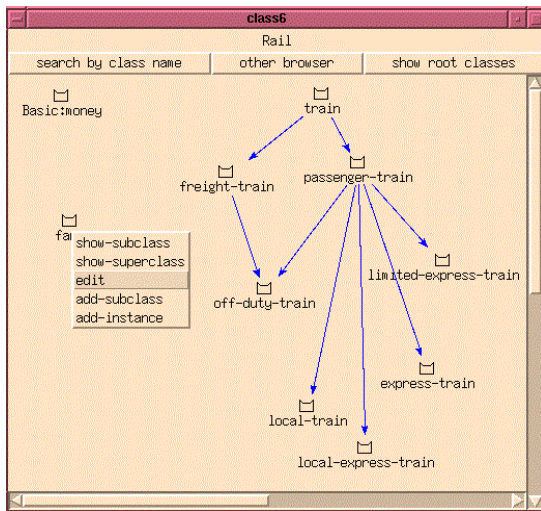 class6
Rail
search by class name
other browser
show root classes
Basic:money
train
freight-train
passenger-train
show-subclass
show-superclass
edit
add-subclass
add-instance
limited-express-train
off-duty-train
express-train
local-train
local-express-train